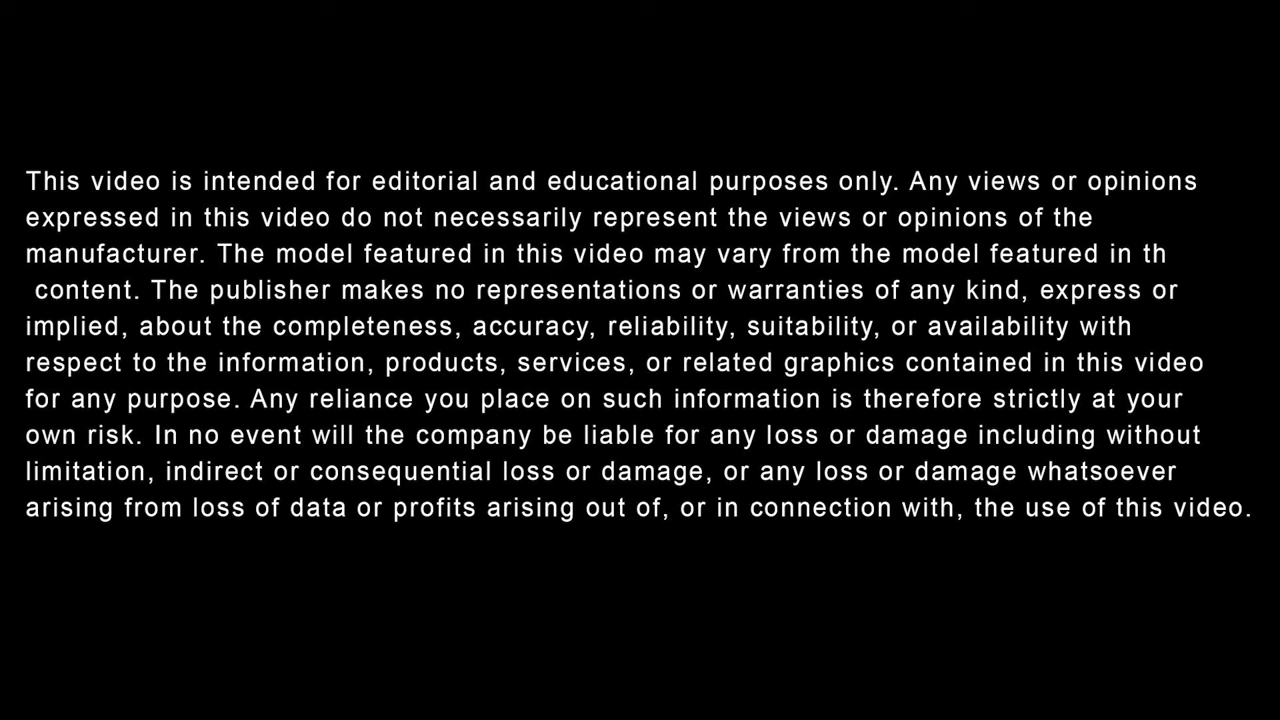 This video is intended for editorial and educational purposes only. Any views or opinions
expressed in this video do not necessarily represent the views or opinions of the
manufacturer. The model featured in this video may vary from the model featured in th
content. The publisher makes no representations or warranties of any kind, express or
implied, about the completeness, accuracy, reliability, suitability, or availability with
respect to the information, products, services, or related graphics contained in this video
for any purpose. Any reliance you place on such information is therefore strictly at your
own risk. In no event will the company be liable for any loss or damage including without
limitation, indirect or consequential loss or damage, or any loss or damage whatsoever
arising from loss of data or profits arising out of, or in connection with, the use of this video.